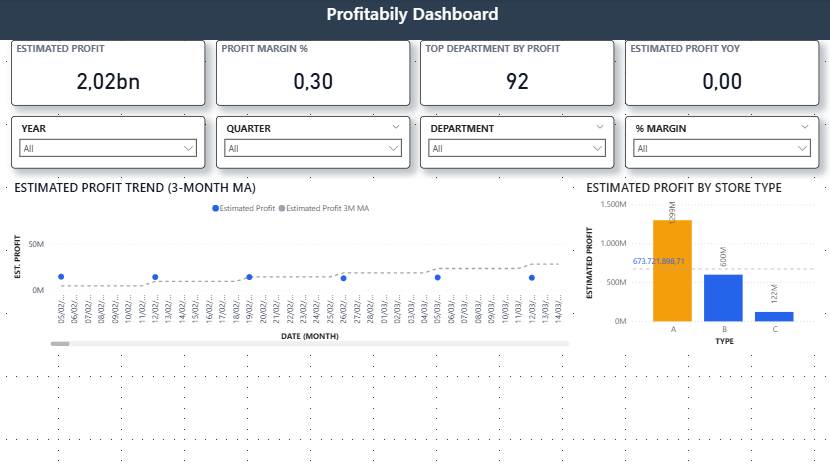 Profitabily Dashboard
ESTIMATED PROFIT
2,02bn
PROFIT MARGIN %
0,30
TOP DEPARTMENT BY PROFIT
92
ESTIMATED PROFIT YOY
0,00
YEAR
All
QUARTER
All
DEPARTMENT
All
% MARGIN
All
ESTIMATED PROFIT TREND (3-MONTH MA)
Estimated Profit Estimated Profit 3M MA
EST. PROFIT
50M
0M
05/02/...
06/02/...
07/02/...
08/02/...
09/02/...
10/02/...
11/02/...
12/02/...
13/02/...
14/02/...
15/02/...
16/02/...
17/02/...
18/02/...
19/02/...
20/02/...
21/02/...
22/02/...
23/02/...
24/02/...
25/02/...
26/02/...
27/02/...
28/02/...
01/03/...
02/03/...
03/03/...
04/03/...
05/03/...
06/03/...
07/03/...
08/03/...
09/03/...
10/03/...
11/03/...
12/03/...
13/03/...
14/03/...
DATE (MONTH)
ESTIMATED PROFIT BY STORE TYPE
ESTIMATED PROFIT
1.500M
1.000M
500M
0M
673.721.898,71
1299M
600M
122M
A
B
C
TYPE